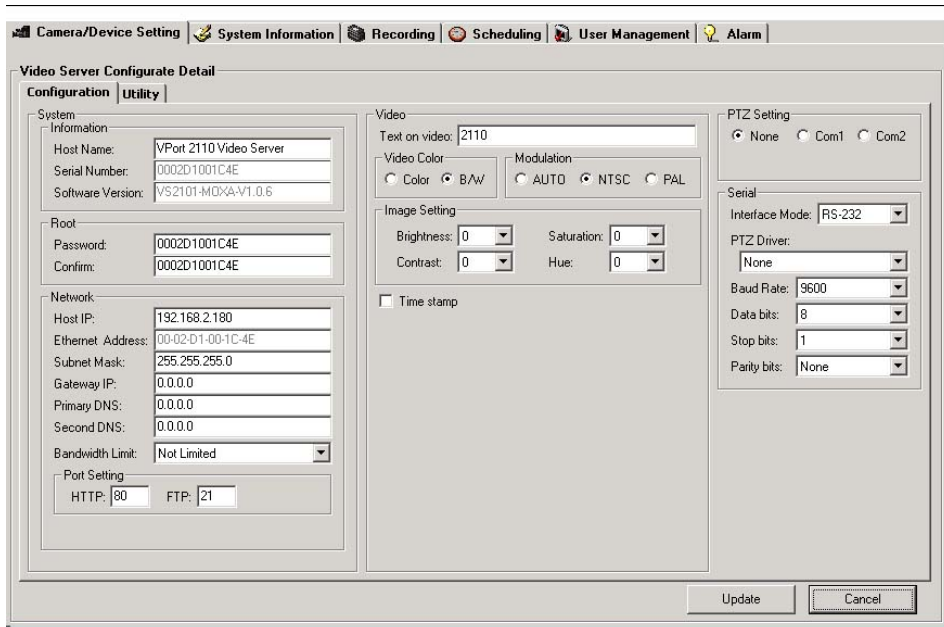 Camera/Device Setting System Information Recording Scheduling User Management Alarm
Video Server Configurate Detail
Configuration Utility
System
Information
Host Name: VPort 2110 Video Server
Serial Number: 0002D1001C4E
Software Version: VS2101-MOXA-V1.0.6
Root
Password: 0002D1001C4E
Confirm: 0002D1001C4E
Network
Host IP: 192.168.2.180
Ethernet Address: 00-02-D1-00-1C-4E
Subnet Mask: 255.255.255.0
Gateway IP: 0.0.0.0
Primary DNS: 0.0.0.0
Second DNS: 0.0.0.0
Bandwidth Limit: Not Limited
Port Setting
HTTP: 80 FTP: 21
Video
Text on video: 2110
Video Color
Color B/W
Modulation
AUTO NTSC PAL
Image Setting
Brightness: 0 Saturation: 0
Contrast: 0 Hue: 0
Time stamp
PTZ Setting
None Com1 Com2
Serial
Interface Mode: RS-232
PTZ Driver:
None
Baud Rate: 9600
Data bits: 8
Stop bits: 1
Parity bits: None
Update Cancel